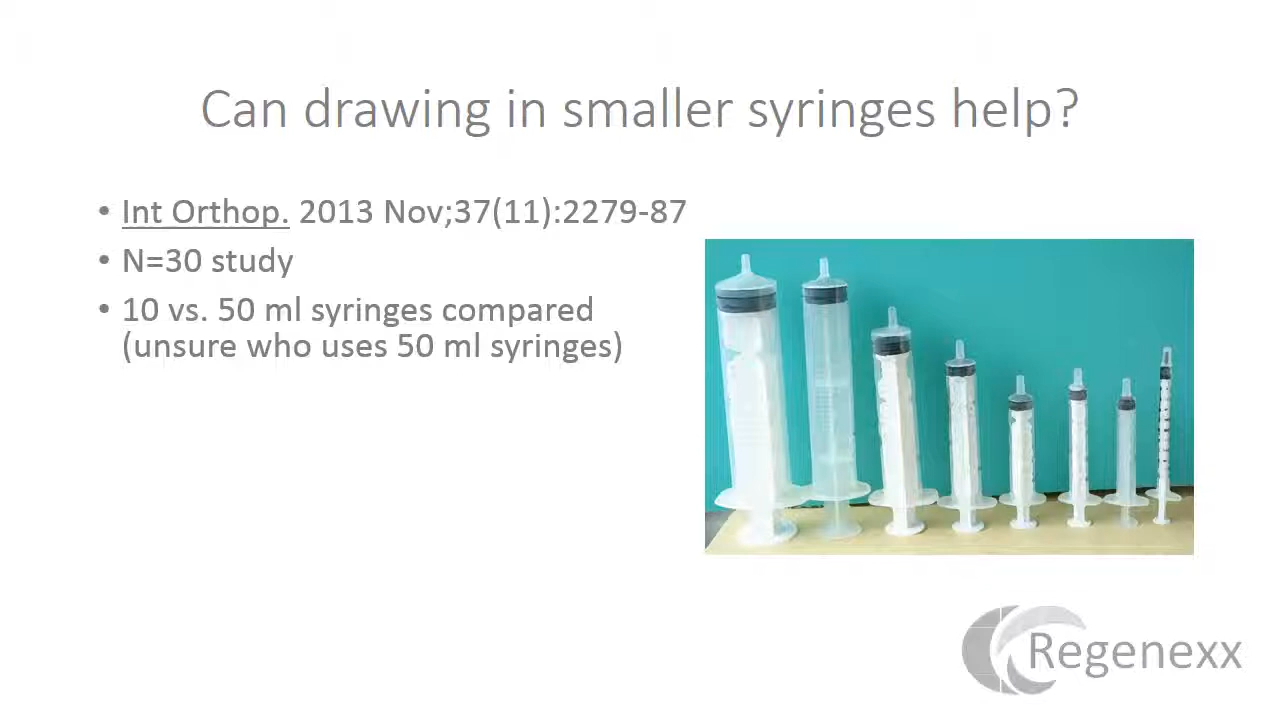 Can drawing in smaller syringes help?
• Int Orthop. 2013 Nov;37(11):2279-87
• N=30 study
• 10 vs. 50 ml syringes compared
(unsure who uses 50 ml syringes)
Regenexx